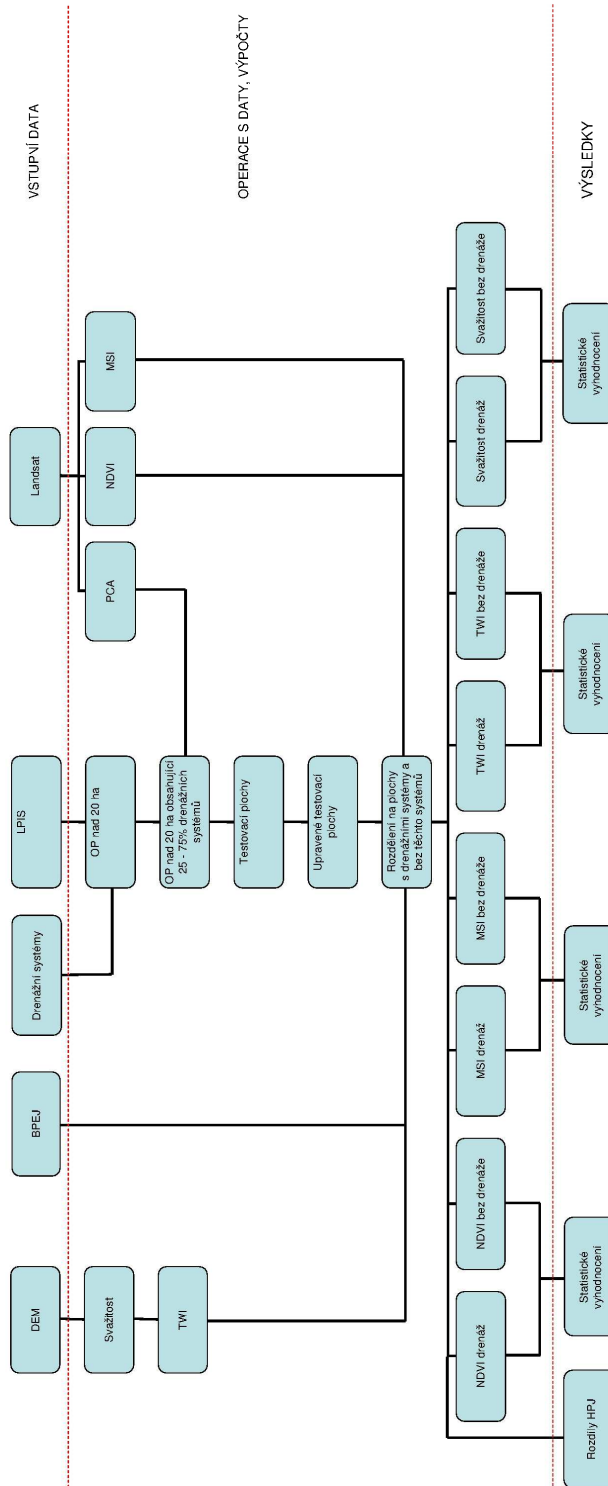 VSTUPNÍ DATA
DEM
BPEJ
Drenážní systémy
LPIS
Landsat
OPERACE S DATY, VÝPOČTY
Svažitost
OP nad 20 ha
PCA
NDVI
MSI
TWI
OP nad 20 ha obsahující
25 - 75% drenážních
systémů
Testovací plochy
Upravené testovací
plochy
Rozdělení na plochy
s drenážními systémy a
bez těchto systémů
NDVI drenáž
NDVI bez drenáže
MSI drenáž
MSI bez drenáže
TWI drenáž
TWI bez drenáže
Svažitost drenáž
Svažitost bez drenáže
VÝSLEDKY
Rozdíly HPJ
Statistické
vyhodnocení
Statistické
vyhodnocení
Statistické
vyhodnocení
Statistické
vyhodnocení